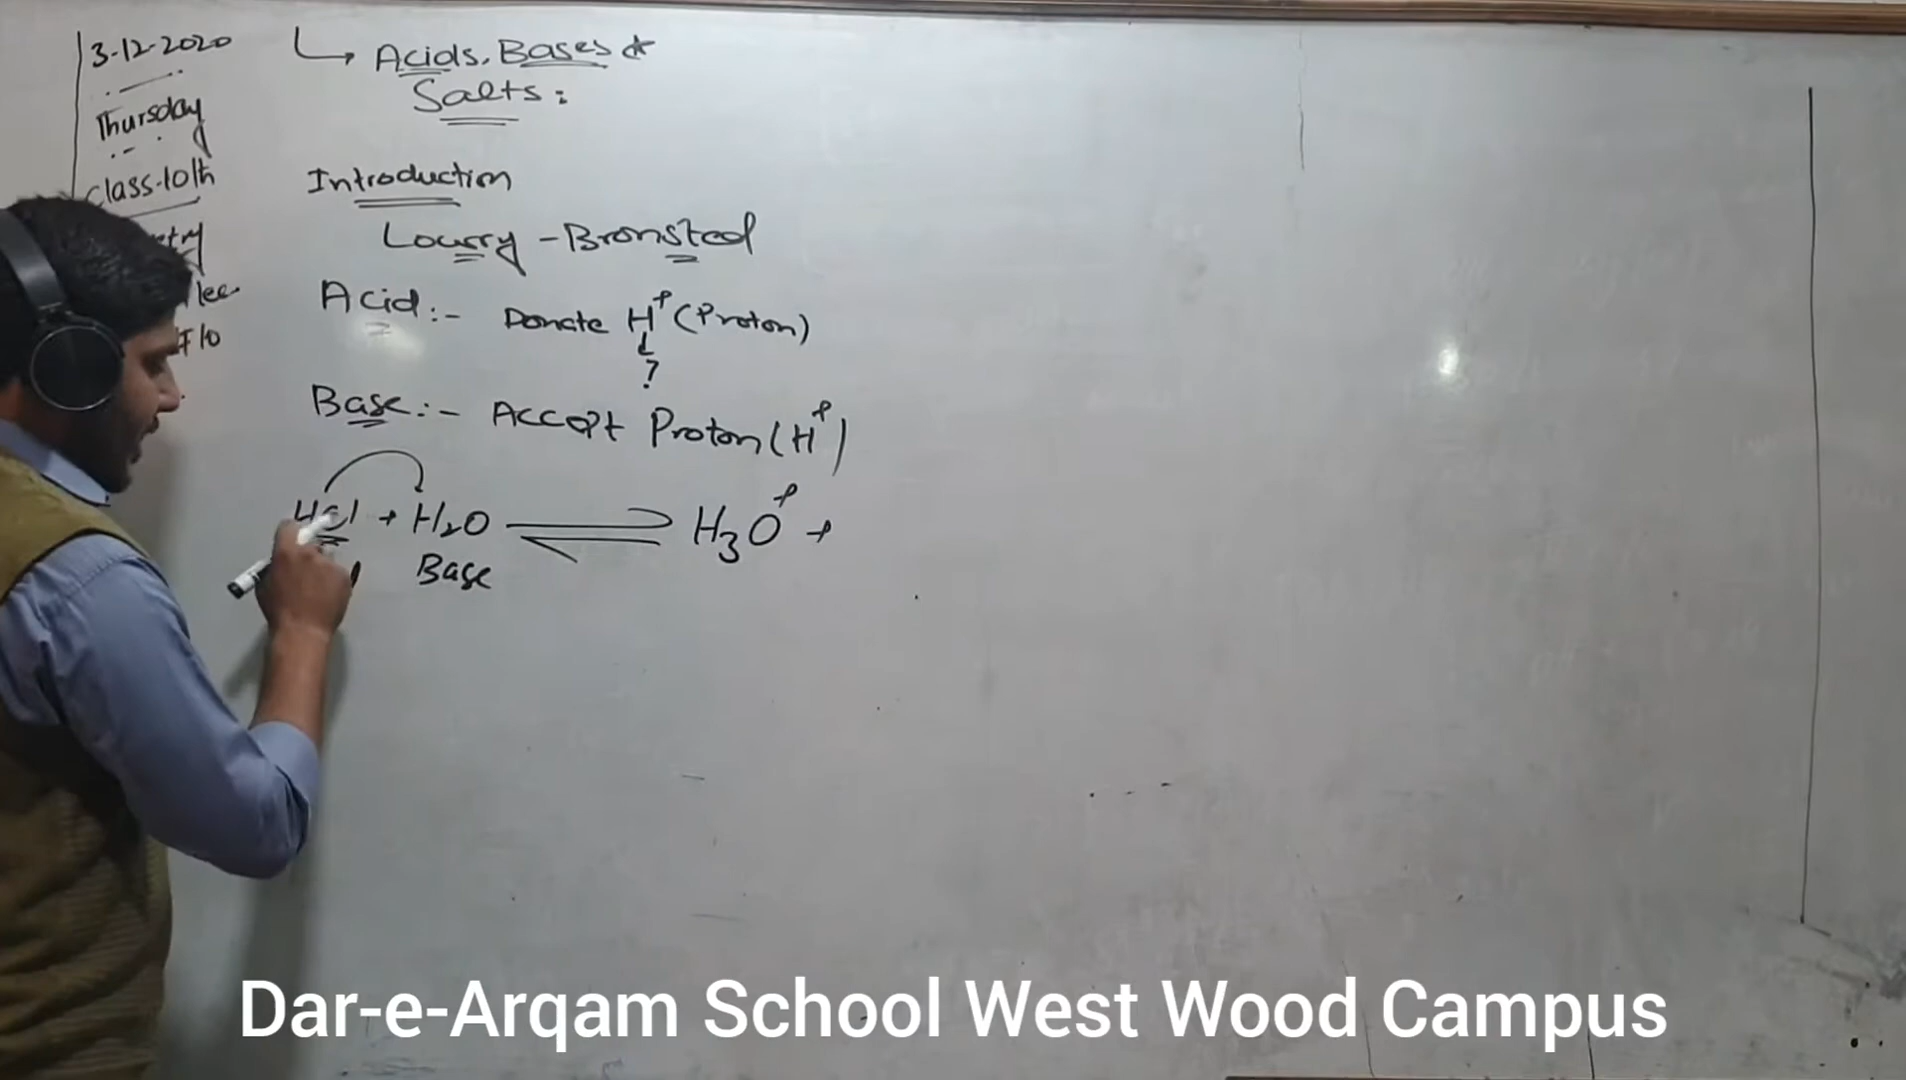 3-12-2020
Thursday
Class-10th
Acids, Bases &
Salts:
Introduction
Lowrry - Bronsted
Acid:- Donate H+ (Proton)
?
Base:- Accept Proton (H+)
HCl + H2O ⇌ H3O+ +
Base
Dar-e-Arqam School West Wood Campus